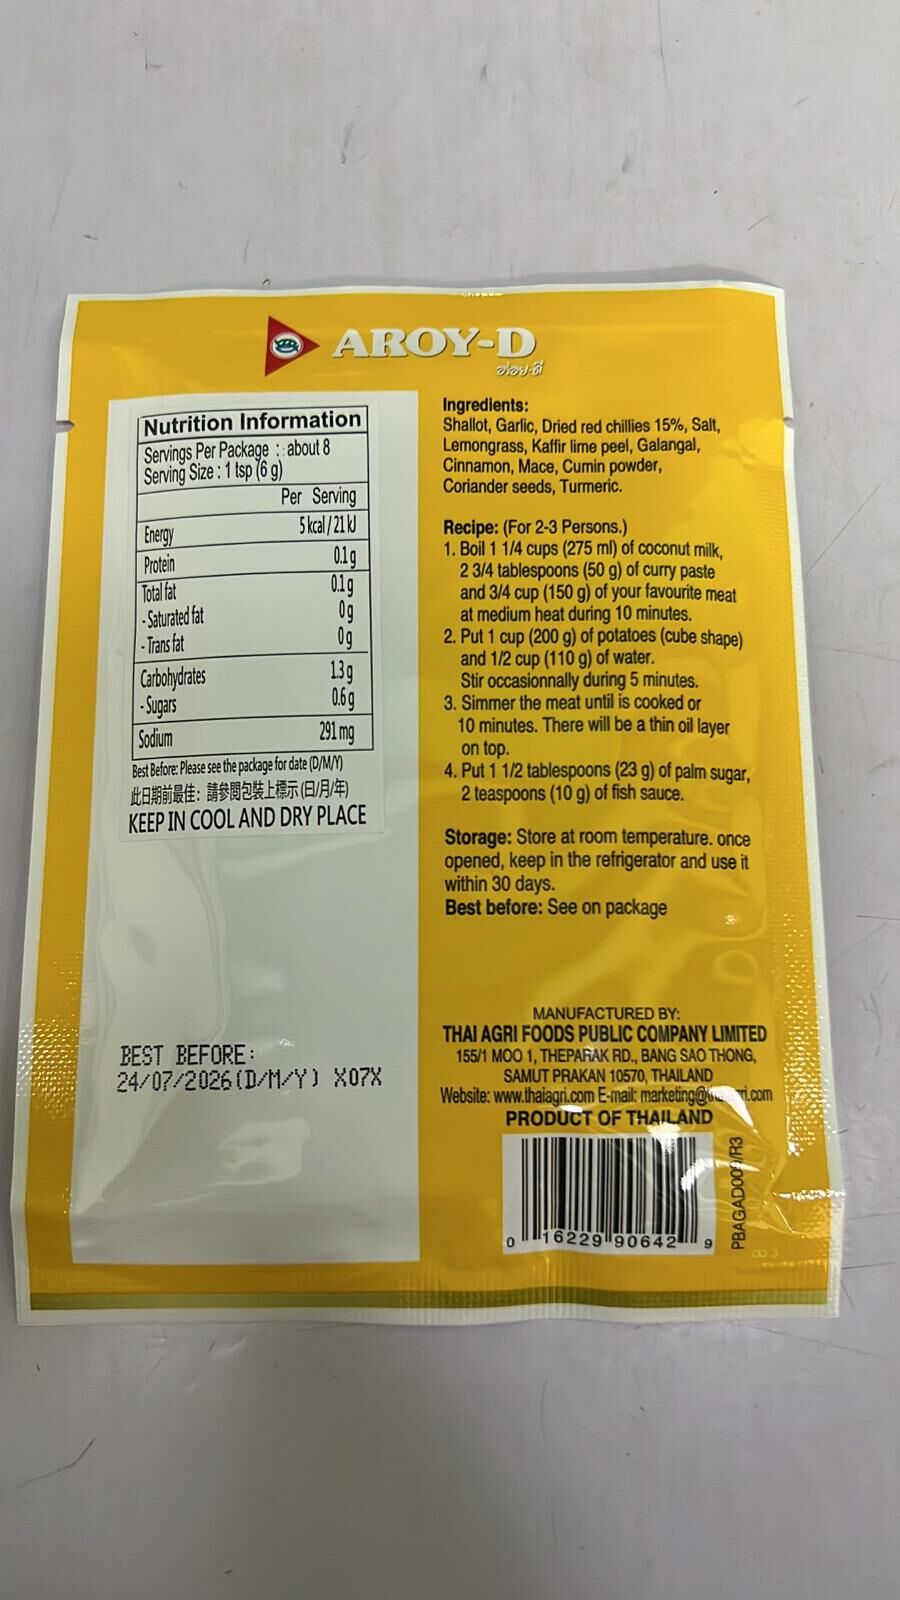 AROY-D
อร่อย-ดี
Nutrition Information
Servings Per Package : about 8
Serving Size : 1 tsp (6 g)
Per Serving
Energy 5 kcal / 21 kJ
Protein 0.1 g
Total fat 0.1 g
- Saturated fat 0 g
- Trans fat 0 g
Carbohydrates 1.3 g
- Sugars 0.6 g
Sodium 291 mg
Best Before: Please see the package for date (D/M/Y)
此日期前最佳: 請參閱包裝上標示 (日/月/年)
KEEP IN COOL AND DRY PLACE
BEST BEFORE:
24/07/2026(D/M/Y) X07X
Ingredients:
Shallot, Garlic, Dried red chillies 15%, Salt,
Lemongrass, Kaffir lime peel, Galangal,
Cinnamon, Mace, Cumin powder,
Coriander seeds, Turmeric.
Recipe: (For 2-3 Persons.)
1. Boil 1 1/4 cups (275 ml) of coconut milk,
2 3/4 tablespoons (50 g) of curry paste
and 3/4 cup (150 g) of your favourite meat
at medium heat during 10 minutes.
2. Put 1 cup (200 g) of potatoes (cube shape)
and 1/2 cup (110 g) of water.
Stir occasionnally during 5 minutes.
3. Simmer the meat until is cooked or
10 minutes. There will be a thin oil layer
on top.
4. Put 1 1/2 tablespoons (23 g) of palm sugar,
2 teaspoons (10 g) of fish sauce.
Storage: Store at room temperature. once
opened, keep in the refrigerator and use it
within 30 days.
Best before: See on package
MANUFACTURED BY:
THAI AGRI FOODS PUBLIC COMPANY LIMITED
155/1 MOO 1, THEPARAK RD., BANG SAO THONG,
SAMUT PRAKAN 10570, THAILAND
Website: www.thaiagri.com E-mail:
PRODUCT OF THAILAND
0 16229 90642 9